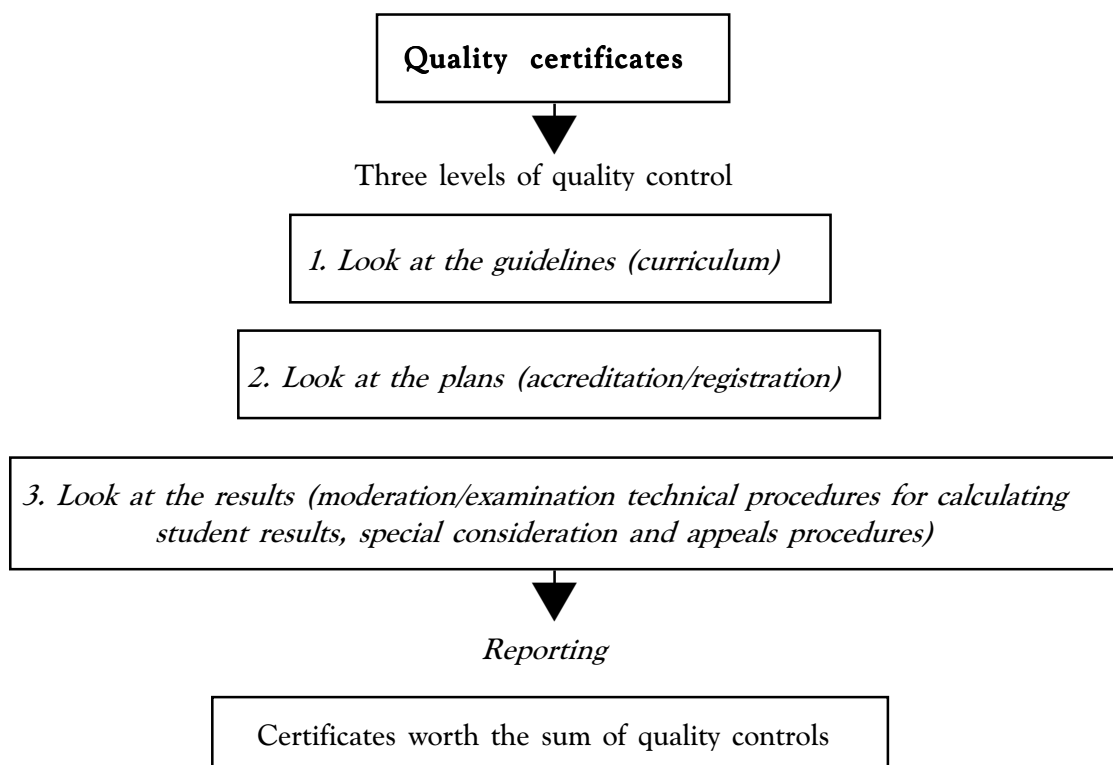 Quality certificates
Three levels of quality control
1. Look at the guidelines (curriculum)
2. Look at the plans (accreditation/registration)
3. Look at the results (moderation/examination technical procedures for calculating
student results, special consideration and appeals procedures)
Reporting
Certificates worth the sum of quality controls